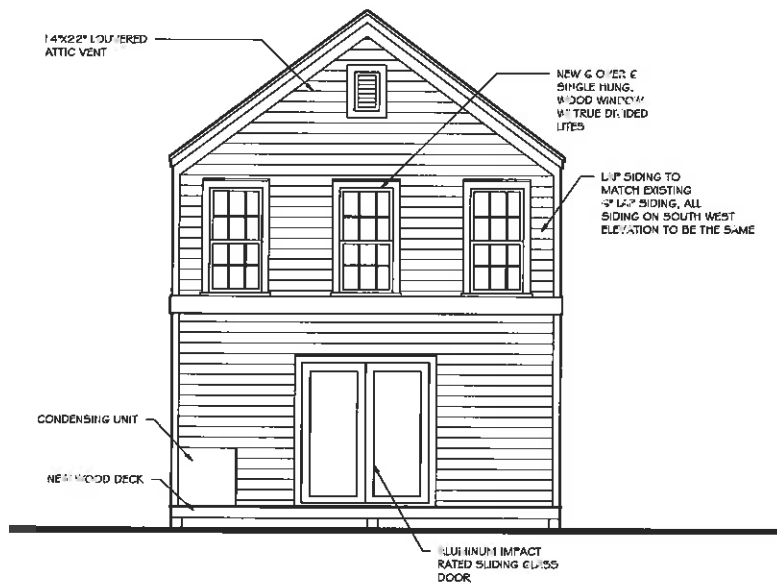 14"X22" LOUVERED
ATTIC VENT
NEW 6 OVER 6
SINGLE HUNG,
WOOD WINDOW
W/ TRUE DIVIDED
LITES
LAP SIDING TO
MATCH EXISTING
LAP SIDING, ALL
SIDING ON SOUTH WEST
ELEVATION TO BE THE SAME
CONDENSING UNIT
NEW WOOD DECK
ALUMINUM IMPACT
RATED SLIDING GLASS
DOOR